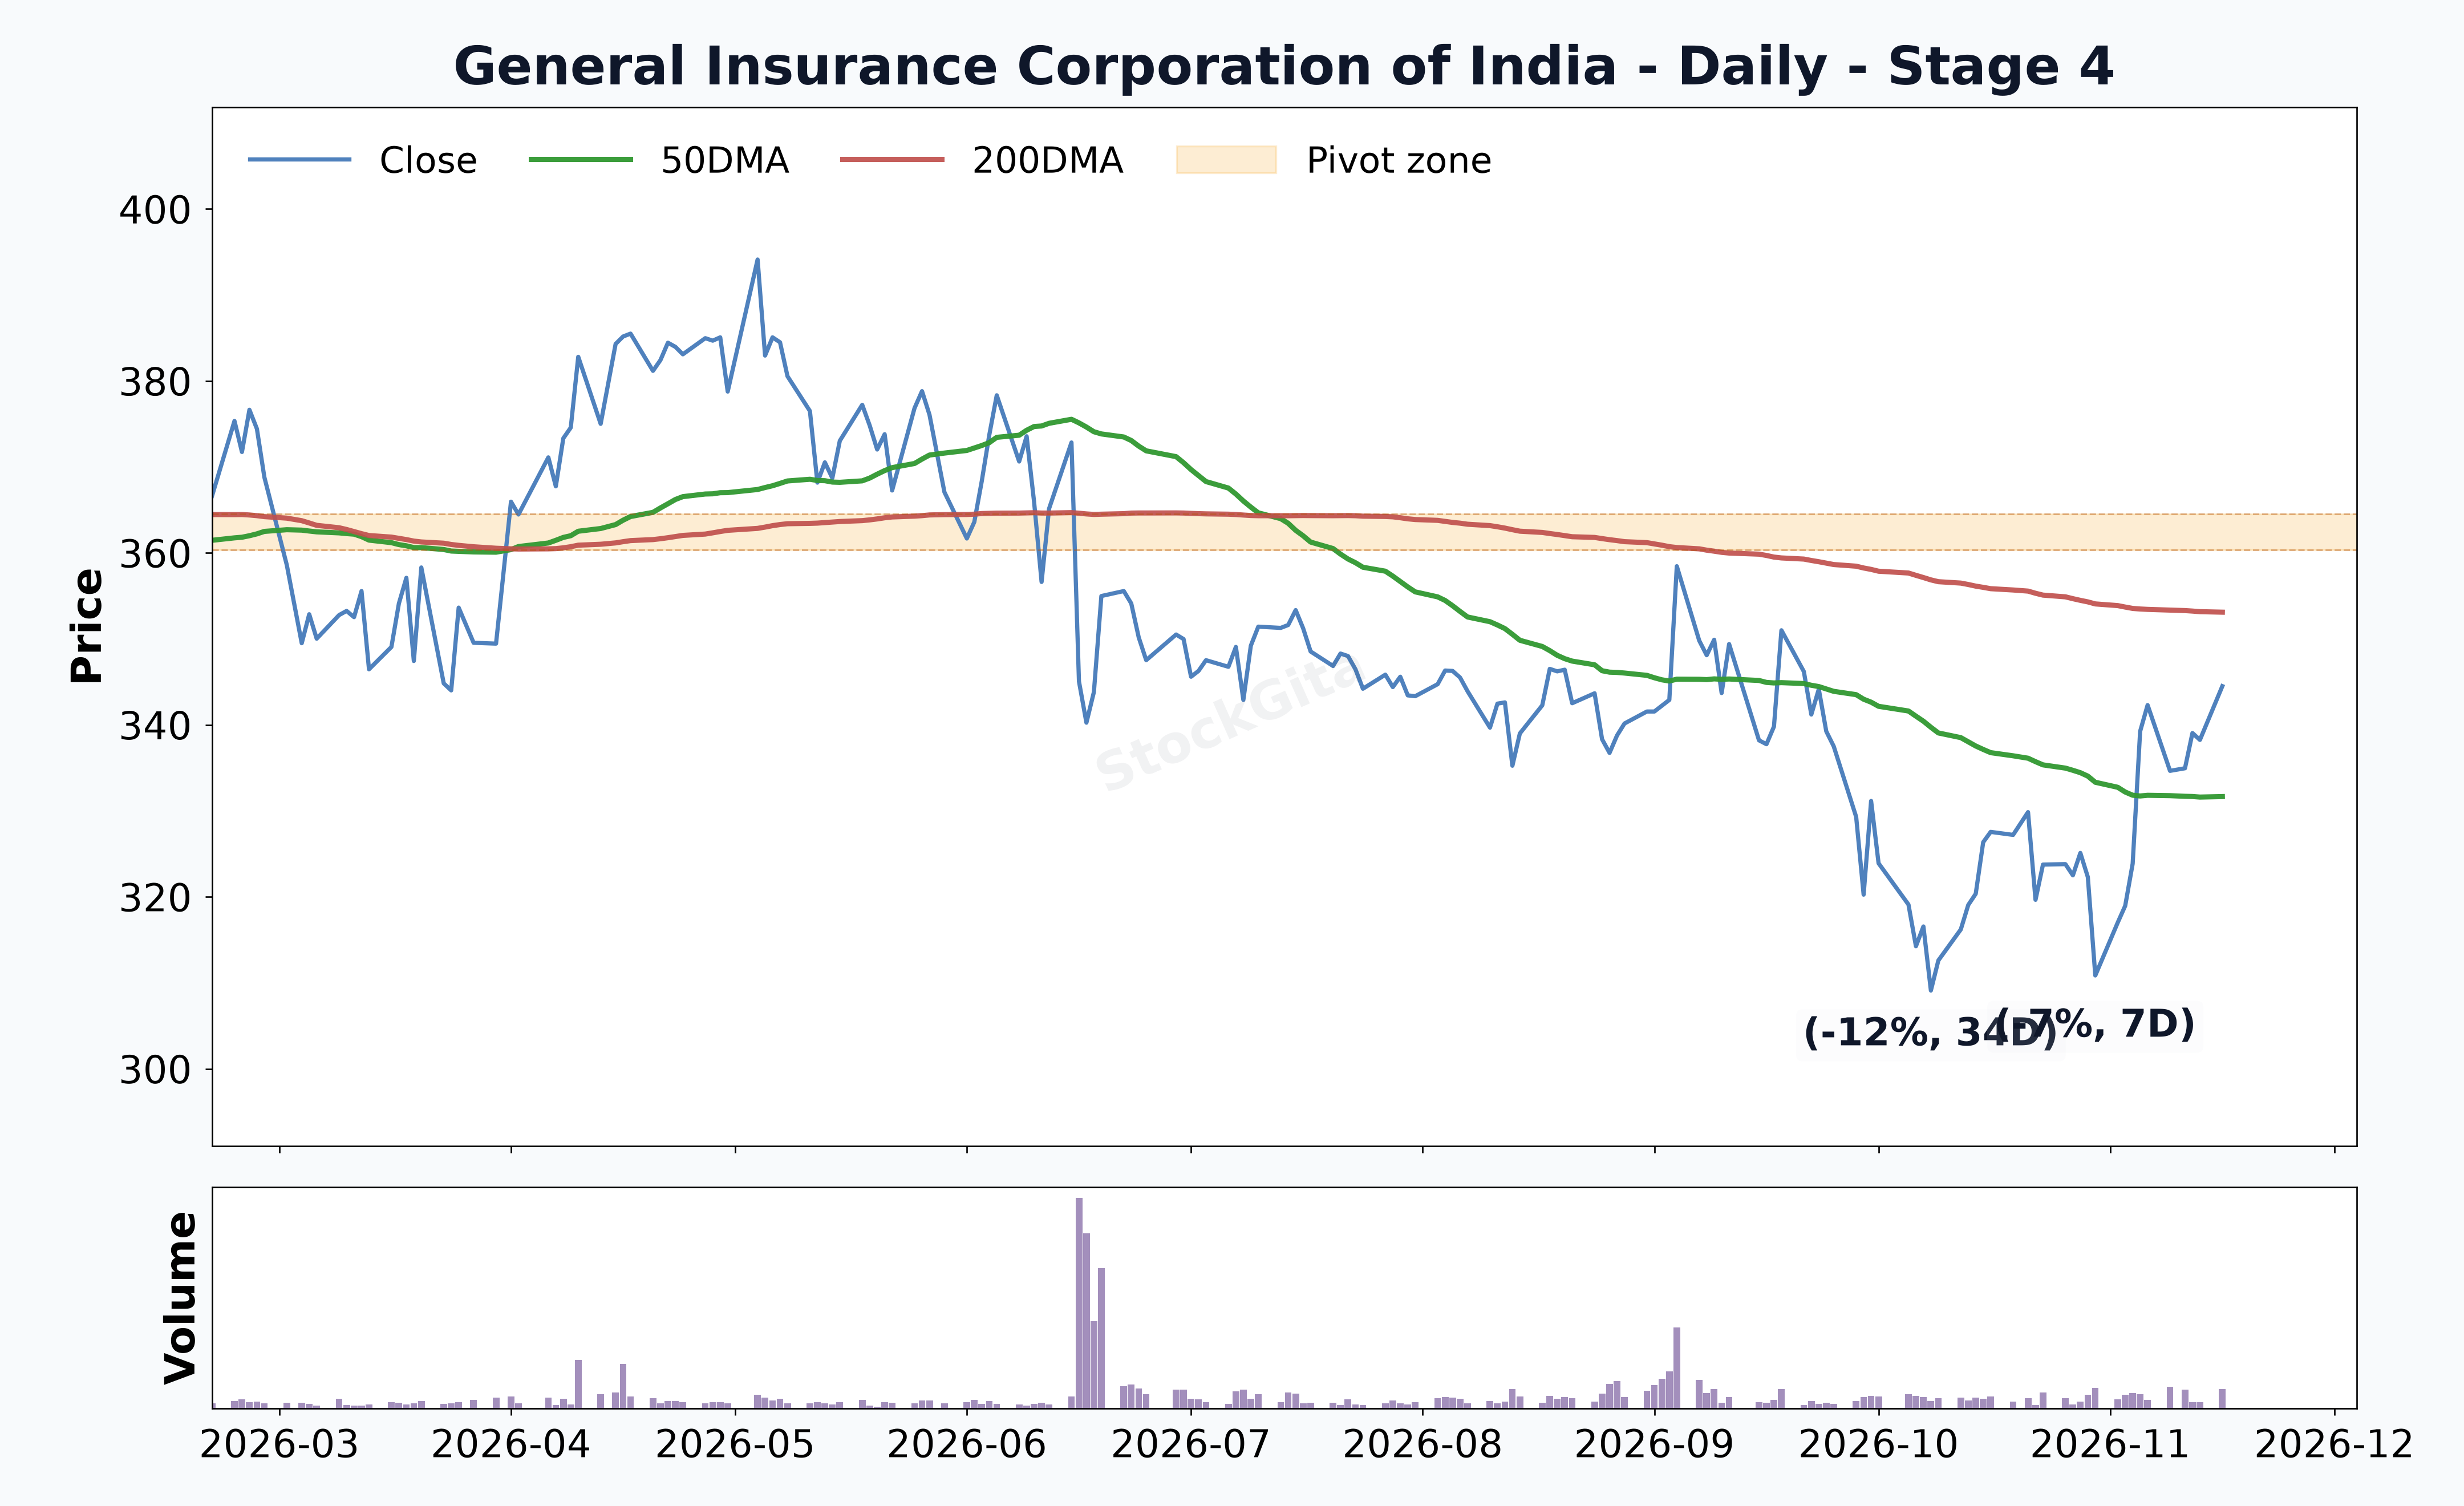 General Insurance Corporation of India - Daily - Stage 4
Close 50DMA 200DMA Pivot zone
400
380
360
340
320
300
Price
StockGita
(-12%, 34D)
(-7%, 7D)
Volume
2026-03 2026-04 2026-05 2026-06 2026-07 2026-08 2026-09 2026-10 2026-11 2026-12